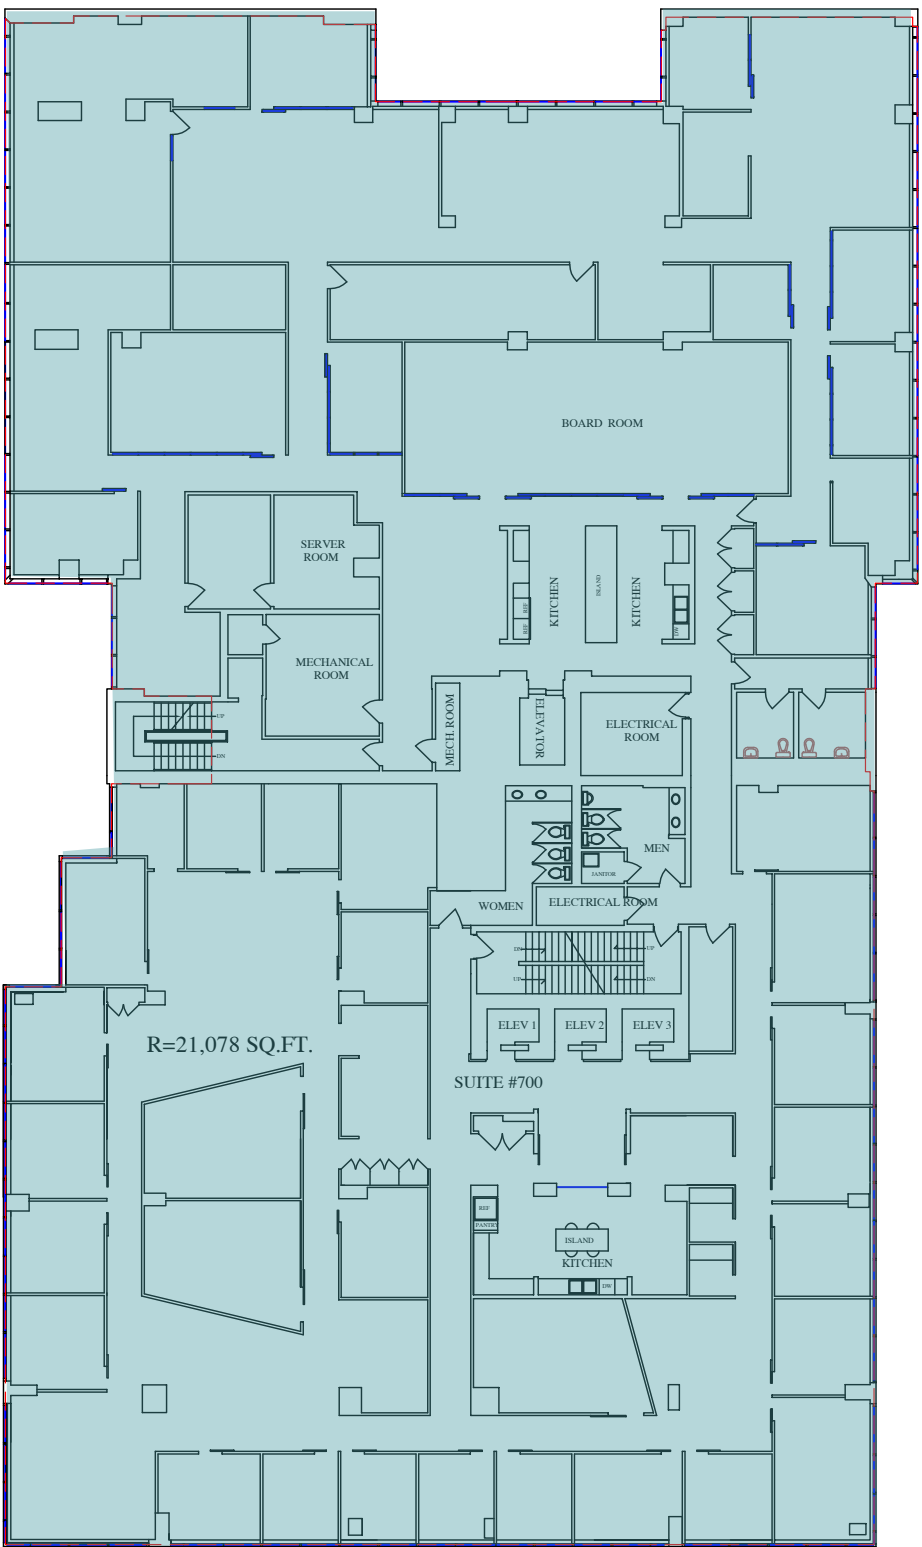 BOARD ROOM
SERVER
ROOM
KITCHEN
ISLAND
KITCHEN
REF
REF
DW
MECHANICAL
ROOM
MECH. ROOM
ELEVATOR
ELECTRICAL
ROOM
UP
DN
MEN
JANITOR
WOMEN
ELECTRICAL ROOM
DN
UP
UP
DN
ELEV 1
ELEV 2
ELEV 3
R=21,078 SQ.FT.
SUITE #700
REF
PANTRY
ISLAND
KITCHEN
DW